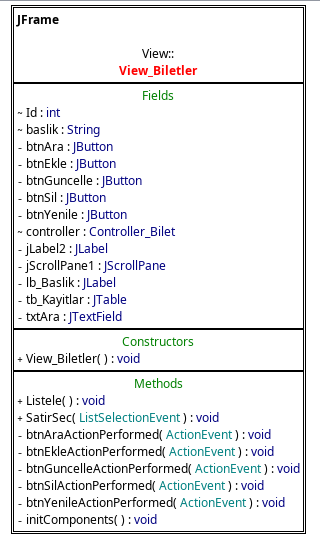 JFrame
View::
View_Biletler
Fields
~ Id : int
~ baslik : String
- btnAra : JButton
- btnEkle : JButton
- btnGuncelle : JButton
- btnSil : JButton
- btnYenile : JButton
~ controller : Controller_Bilet
- jLabel2 : JLabel
- jScrollPane1 : JScrollPane
- lb_Baslik : JLabel
- tb_Kayitlar : JTable
- txtAra : JTextField
Constructors
+ View_Biletler( ) : void
Methods
+ Listele( ) : void
+ SatirSec( ListSelectionEvent ) : void
- btnAraActionPerformed( ActionEvent ) : void
- btnEkleActionPerformed( ActionEvent ) : void
- btnGuncelleActionPerformed( ActionEvent ) : void
- btnSilActionPerformed( ActionEvent ) : void
- btnYenileActionPerformed( ActionEvent ) : void
- initComponents( ) : void